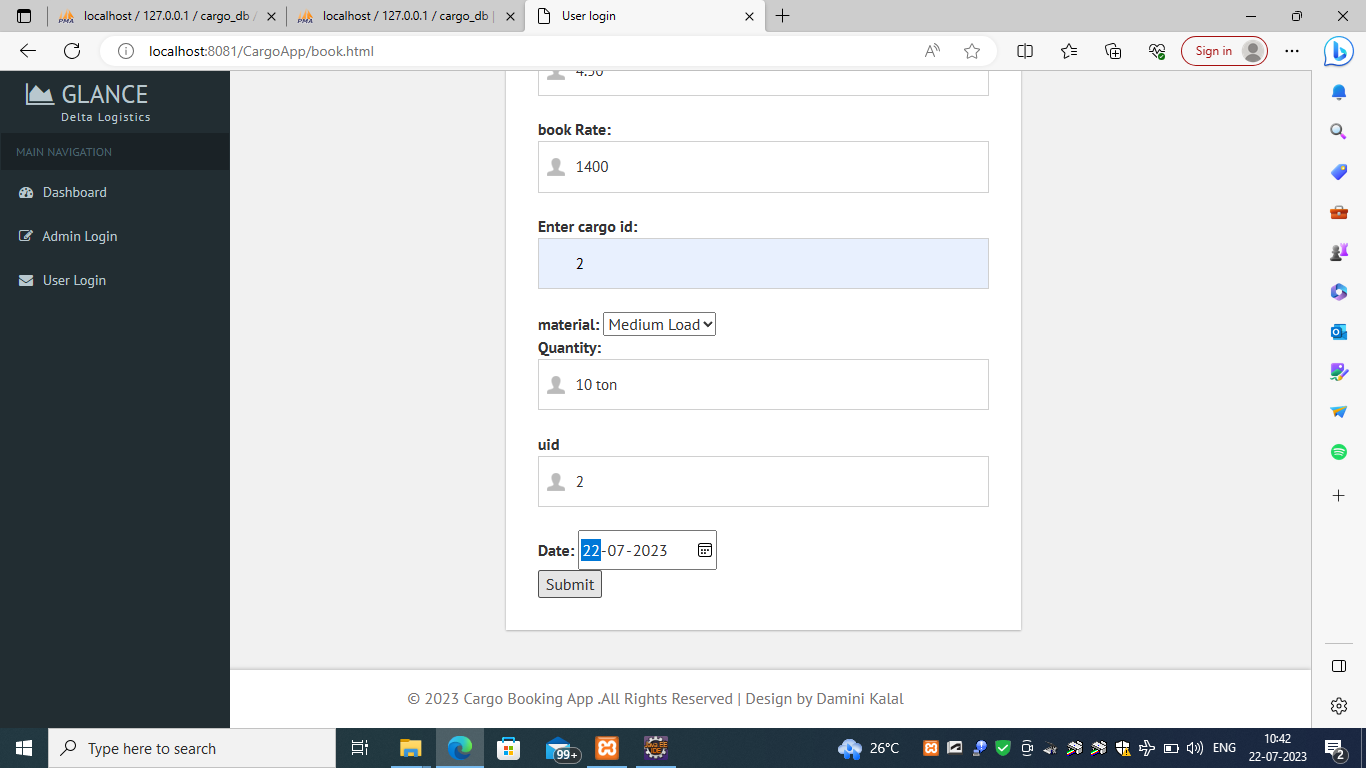 localhost / 127.0.0.1 / cargo_db /
localhost / 127.0.0.1 / cargo_db |
User login
localhost:8081/CargoApp/book.html
Sign in
GLANCE
Delta Logistics
MAIN NAVIGATION
Dashboard
Admin Login
User Login
4:30
book Rate:
1400
Enter cargo id:
2
material: Medium Load
Quantity:
10 ton
uid
2
Date: 22-07-2023
Submit
© 2023 Cargo Booking App .All Rights Reserved | Design by Damini Kalal
Type here to search
99+
26°C
ENG
10:42
22-07-2023
2